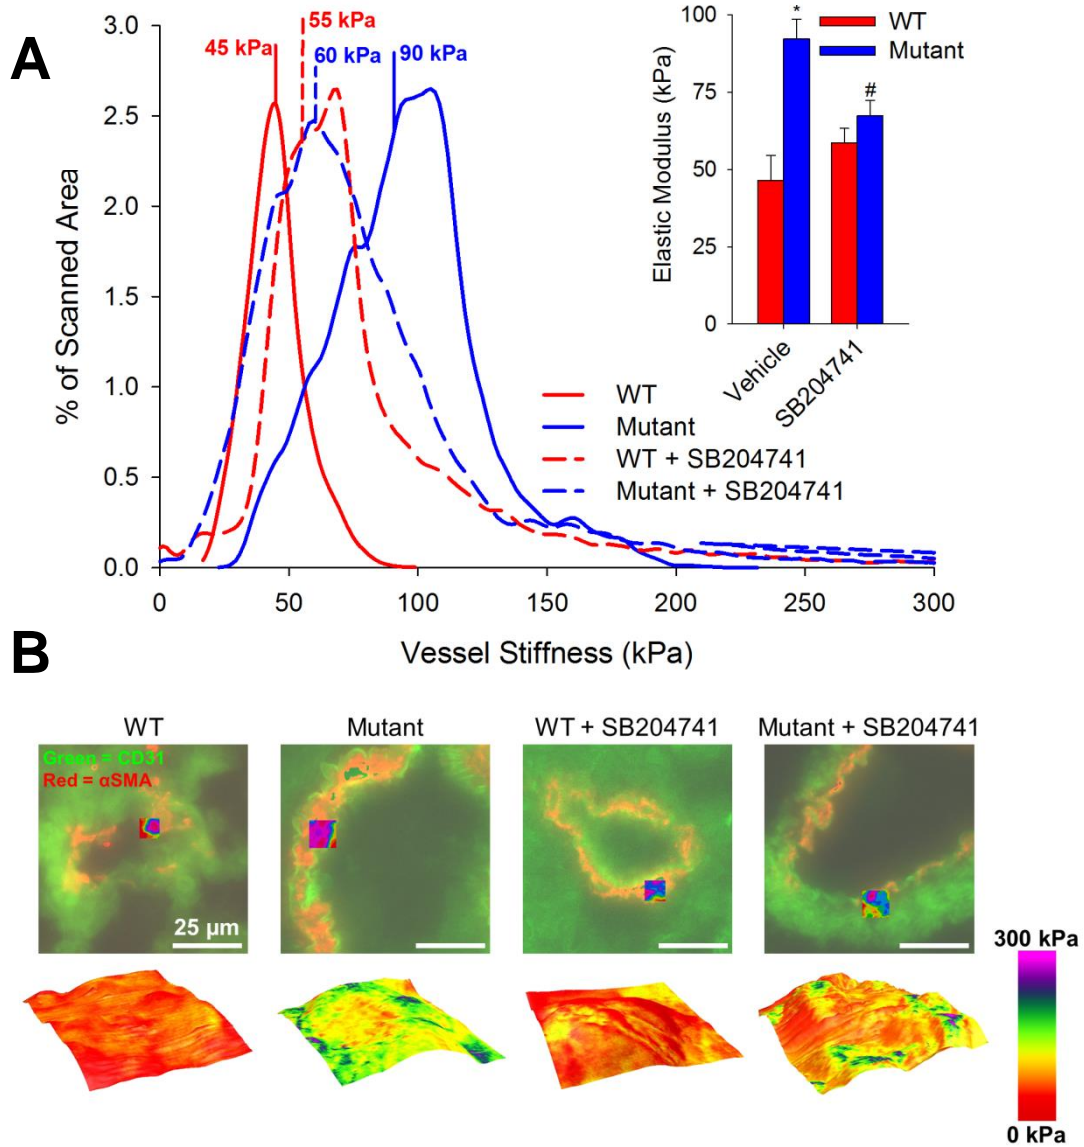 A
3.0
2.5
2.0
1.5
1.0
0.5
0.0
% of Scanned Area
45 kPa
55 kPa
60 kPa
90 kPa
0
50
100
150
200
250
300
Vessel Stiffness (kPa)
WT
Mutant
WT + SB204741
Mutant + SB204741
100
75
50
25
0
Elastic Modulus (kPa)
*
#
WT
Mutant
Vehicle
SB204741
B
WT
Mutant
WT + SB204741
Mutant + SB204741
Green = CD31
Red = αSMA
25 μm
300 kPa
0 kPa